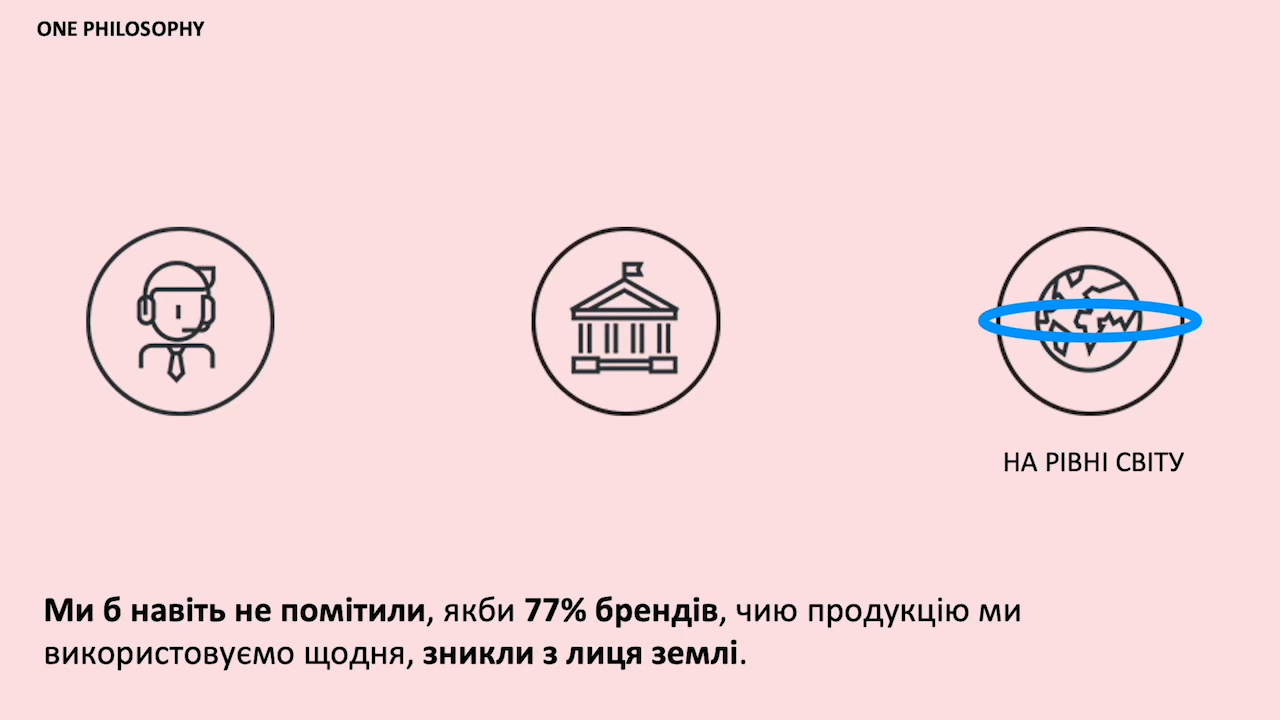 ONE PHILOSOPHY
НА РІВНІ СВІТУ
Ми б навіть не помітили, якби 77% брендів, чию продукцію ми
використовуємо щодня, зникли з лиця землі.